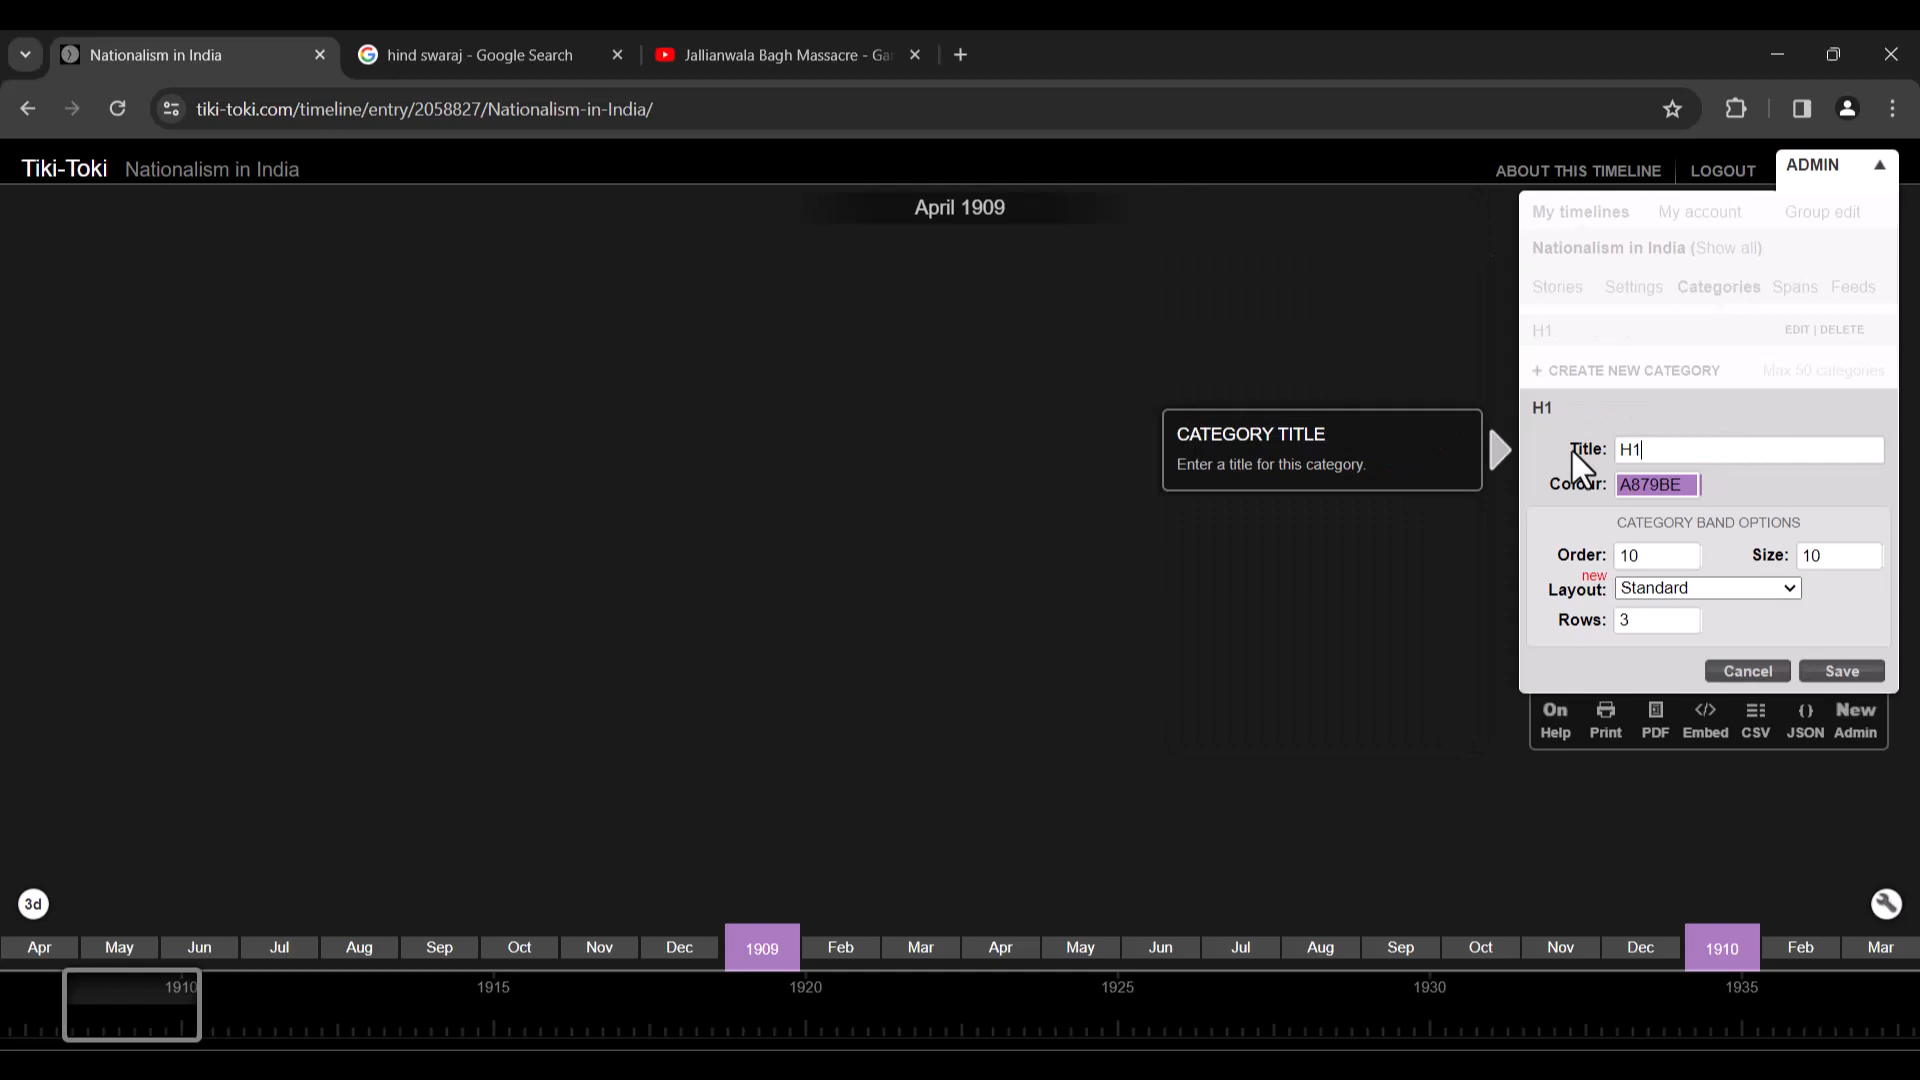 Nationalism in India
hind swaraj - Google Search
Jallianwala Bagh Massacre - Ga
tiki-toki.com/timeline/entry/2058827/Nationalism-in-India/
Tiki-Toki Nationalism in India
ABOUT THIS TIMELINE LOGOUT ADMIN
April 1909
My timelines My account Group edit
Nationalism in India (Show all)
Stories Settings Categories Spans Feeds
H1 EDIT | DELETE
+ CREATE NEW CATEGORY Max 50 categories
H1
CATEGORY TITLE
Enter a title for this category.
Title: H1
Colour: A879BE
CATEGORY BAND OPTIONS
Order: 10 Size: 10
new
Layout: Standard
Rows: 3
Cancel Save
On Help Print PDF Embed CSV JSON New Admin
3d
Apr May Jun Jul Aug Sep Oct Nov Dec 1909 Feb Mar Apr May Jun Jul Aug Sep Oct Nov Dec 1910 Feb Mar
1910 1915 1920 1925 1930 1935